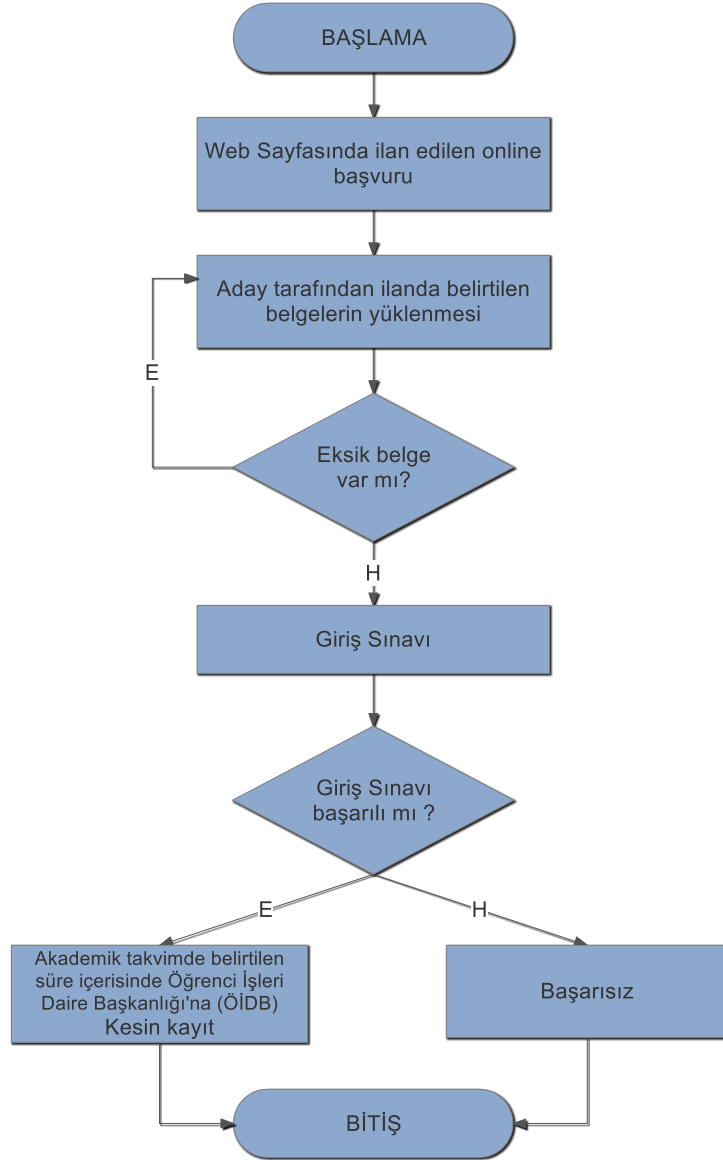 BAŞLAMA
Web Sayfasında ilan edilen online
başvuru
Aday tarafından ilanda belirtilen
belgelerin yüklenmesi
E
Eksik belge
var mı?
H
Giriş Sınavı
Giriş Sınavı
başarılı mı ?
E
H
Akademik takvimde belirtilen
süre içerisinde Öğrenci İşleri
Daire Başkanlığı'na (ÖİDB)
Kesin kayıt
Başarısız
BİTİŞ